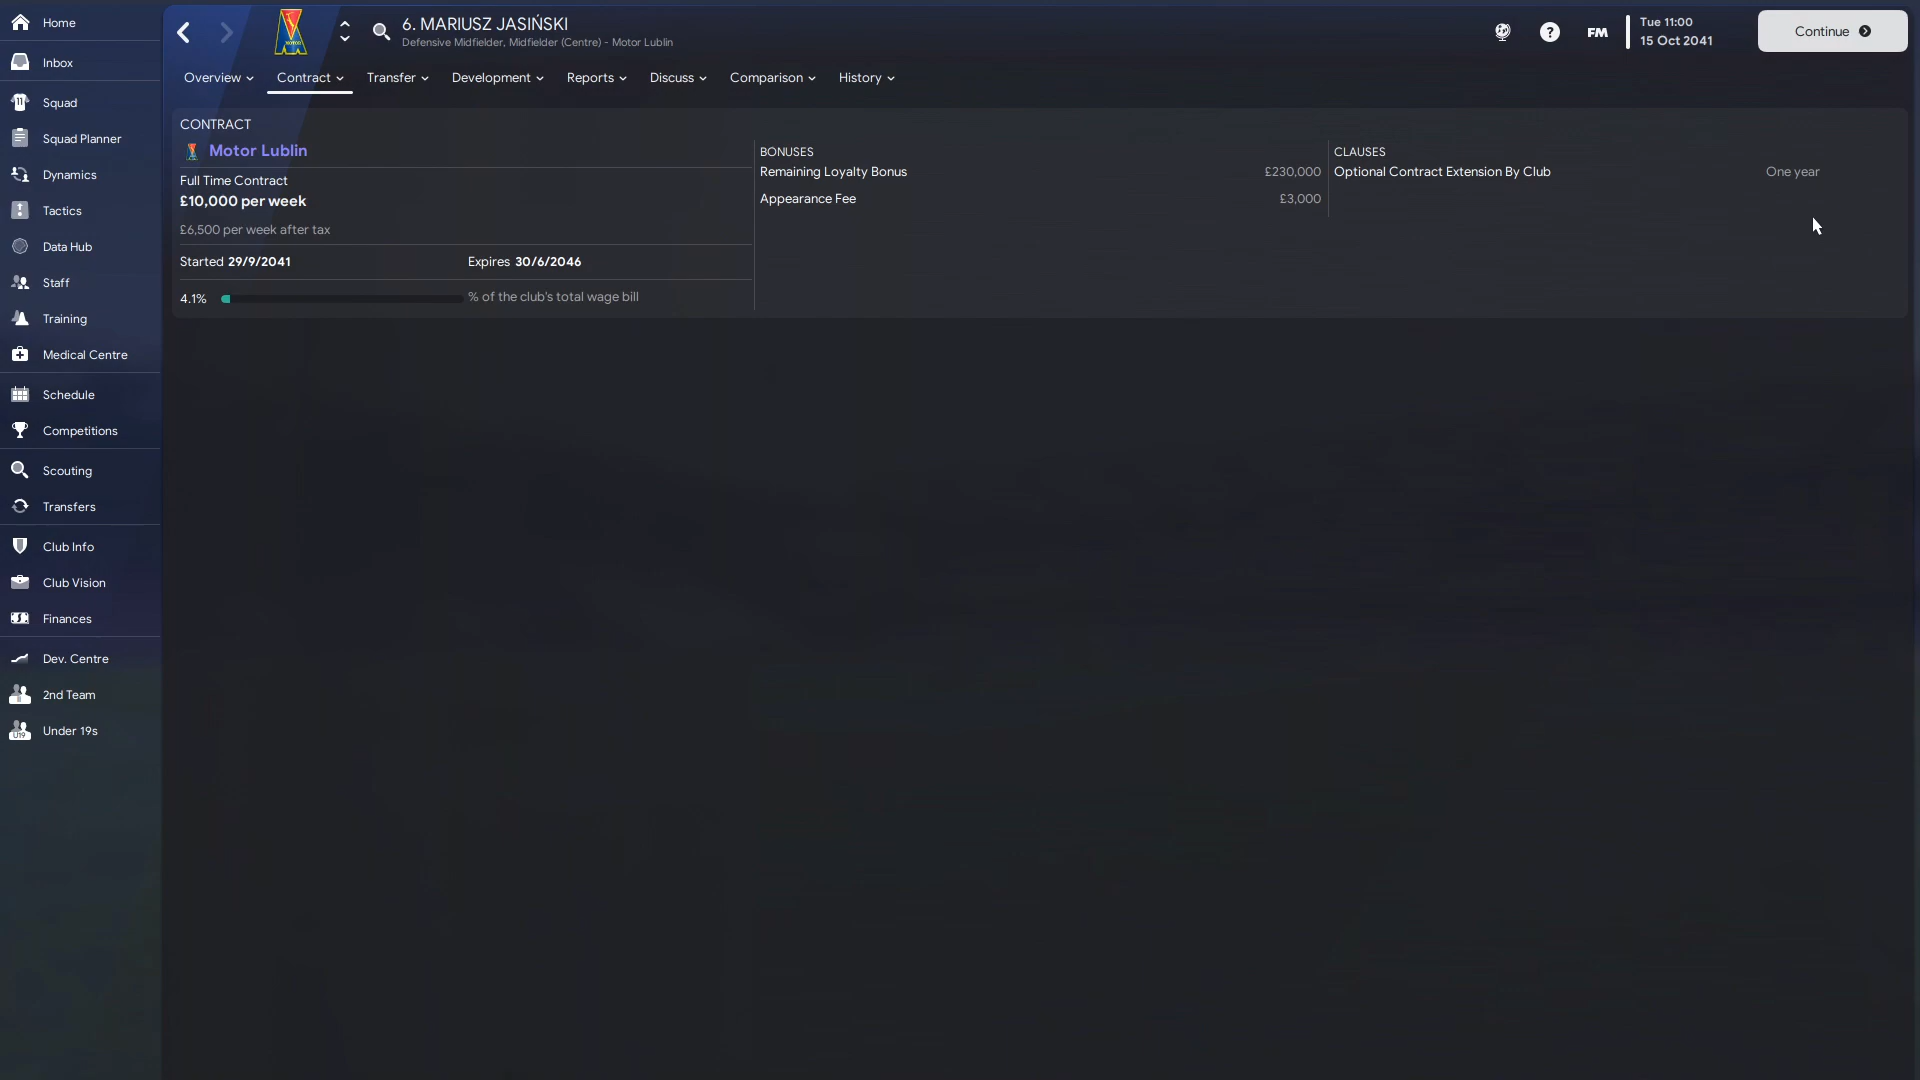 Home
Inbox
Squad
Squad Planner
Dynamics
Tactics
Data Hub
Staff
Training
Medical Centre
Schedule
Competitions
Scouting
Transfers
Club Info
Club Vision
Finances
Dev. Centre
2nd Team
Under 19s
6. MARIUSZ JASIŃSKI
Defensive Midfielder, Midfielder (Centre) - Motor Lublin
FM
Tue 11:00
15 Oct 2041
Continue
Overview
Contract
Transfer
Development
Reports
Discuss
Comparison
History
CONTRACT
Motor Lublin
Full Time Contract
£10,000 per week
£6,500 per week after tax
Started 29/9/2041
Expires 30/6/2046
4.1%
% of the club's total wage bill
BONUSES
Remaining Loyalty Bonus £230,000
Appearance Fee £3,000
CLAUSES
Optional Contract Extension By Club One year